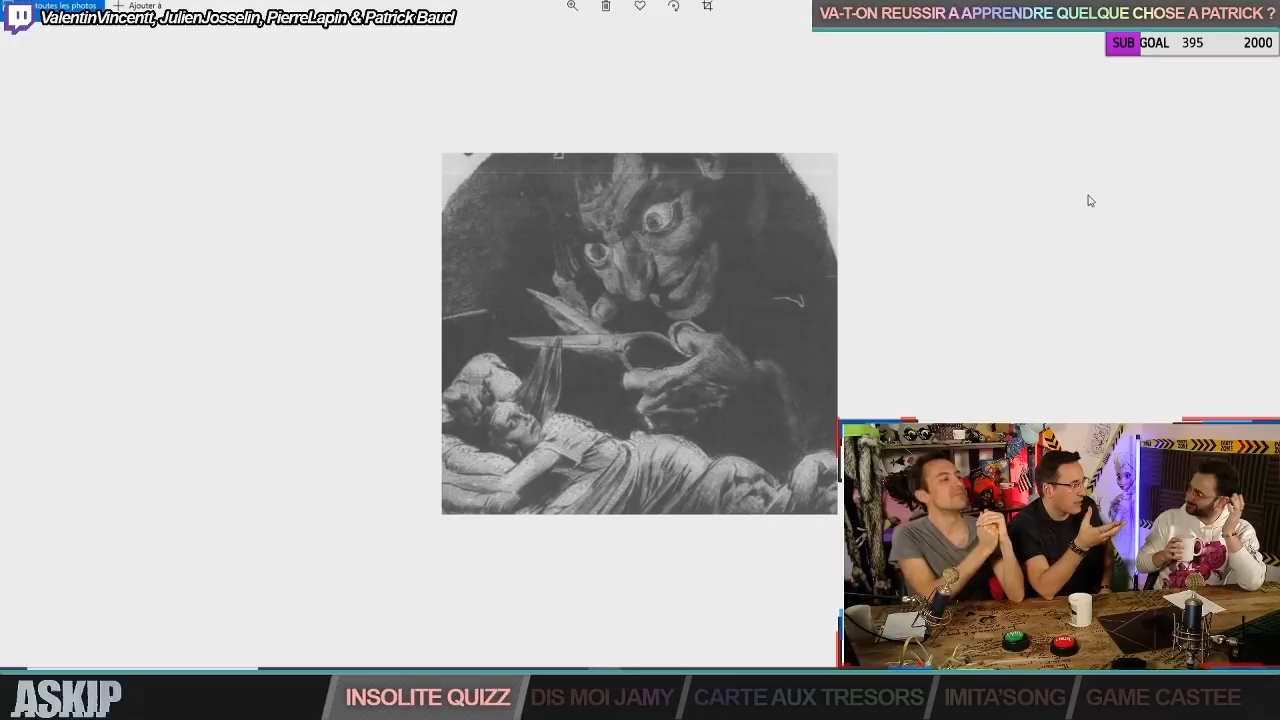 toutes les photos
Ajouter à
ValentinVincentt, JulienJosselin, PierreLapin & Patrick Baud
VA-T-ON REUSSIR A APPRENDRE QUELQUE CHOSE A PATRICK ?
SUB GOAL 395 2000
ASKIP
INSOLITE QUIZZ
DIS MOI JAMY
CARTE AUX TRESORS
IMITA'SONG
GAME CASTEE